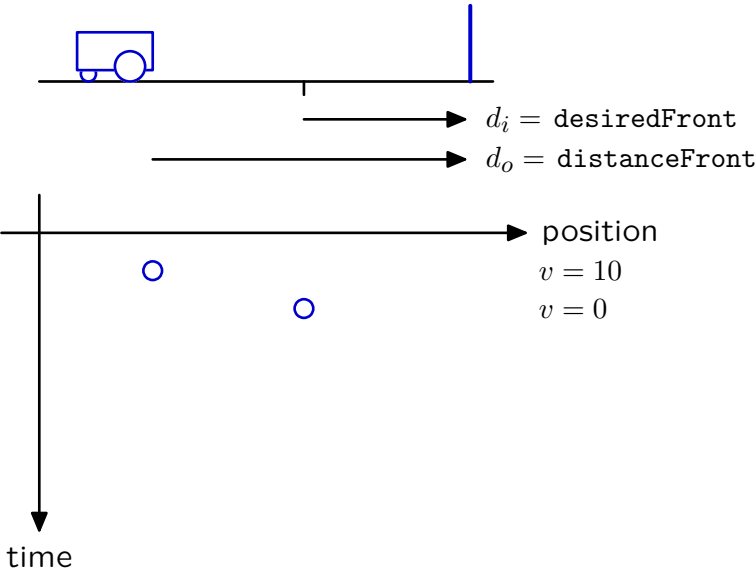 d_i = desiredFront
d_o = distanceFront
position
v = 10
v = 0
time